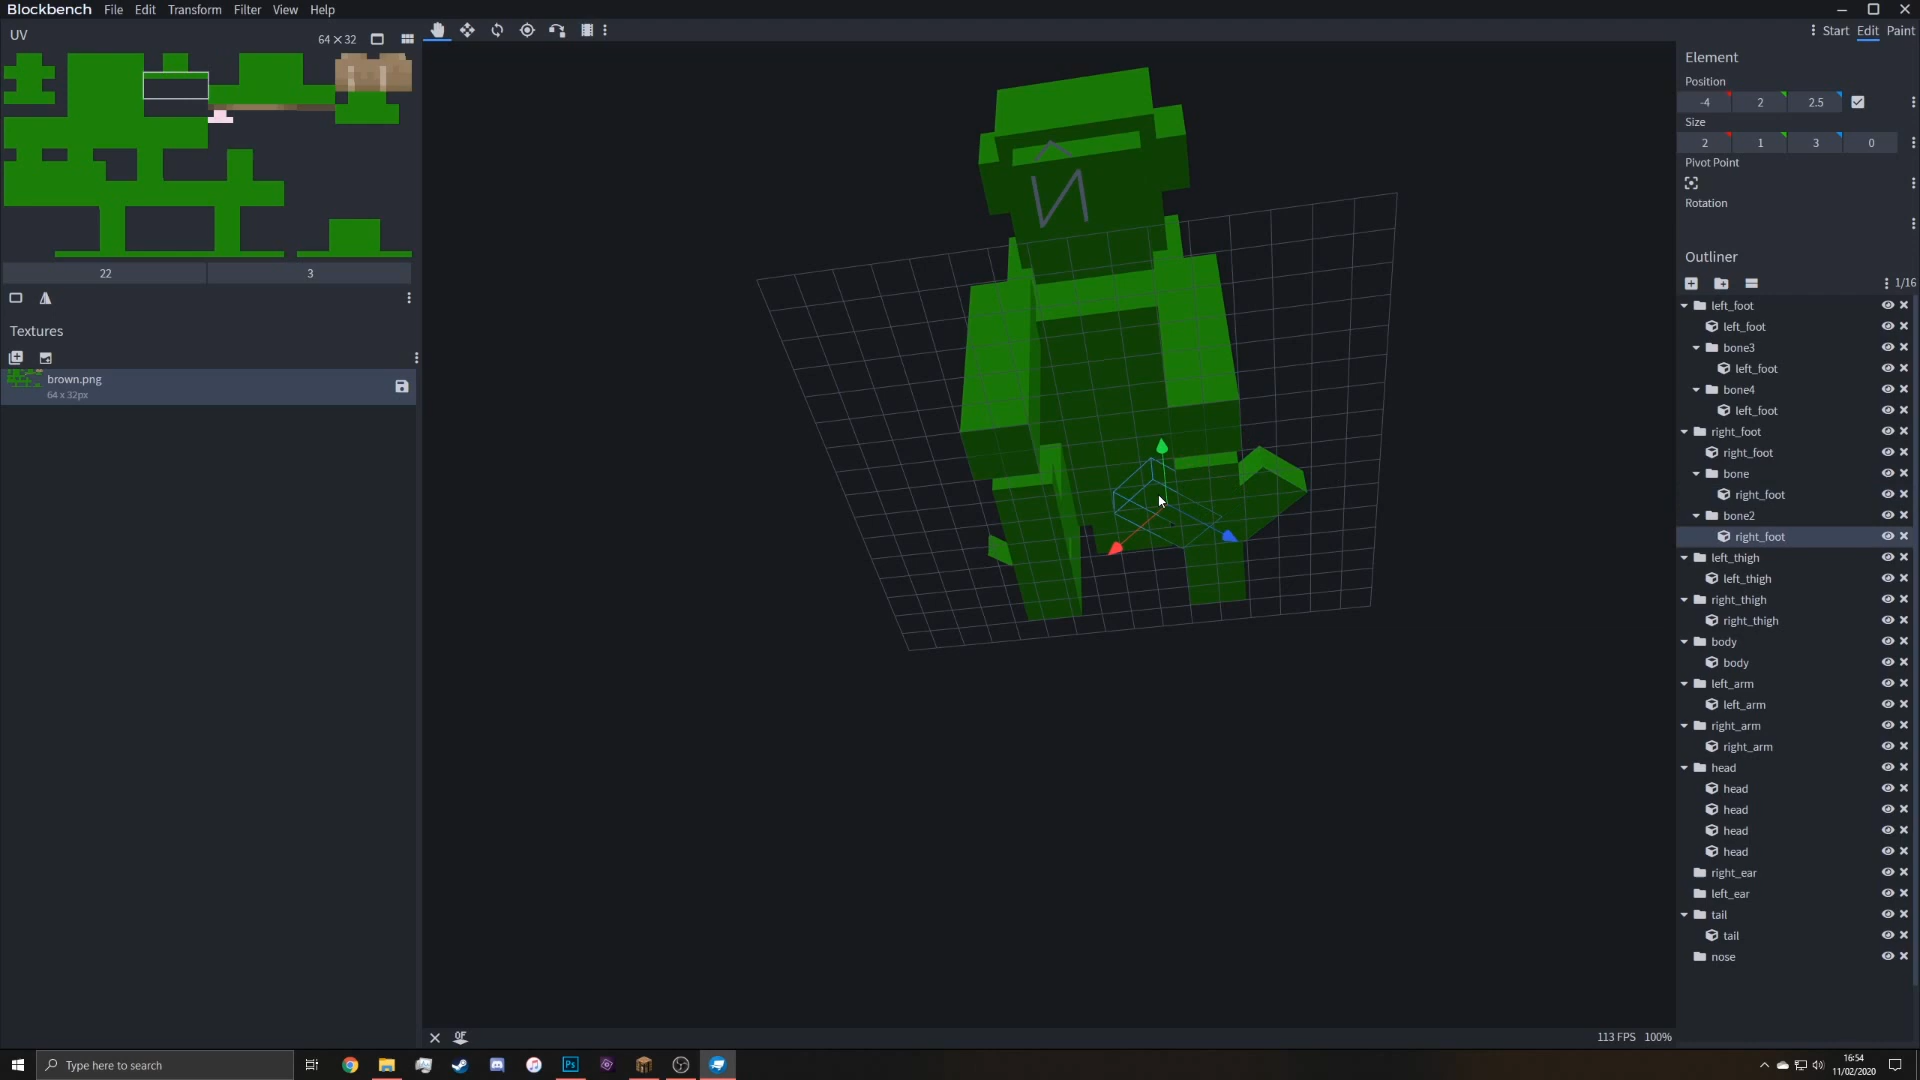 Blockbench File Edit Transform Filter View Help
UV
64×32
Start Edit Paint
Element
Position
-4 2 2.5
Size
2 1 3 0
Pivot Point
Rotation
22 3
Outliner
1/16
Textures
brown.png
64 x 32px
N
left_foot
left_foot
bone3
left_foot
bone4
left_foot
right_foot
right_foot
bone
right_foot
bone2
right_foot
left_thigh
left_thigh
right_thigh
right_thigh
body
body
left_arm
left_arm
right_arm
right_arm
head
head
head
head
head
right_ear
left_ear
tail
tail
nose
113 FPS 100%
Type here to search
Ps
16:54
11/02/2020